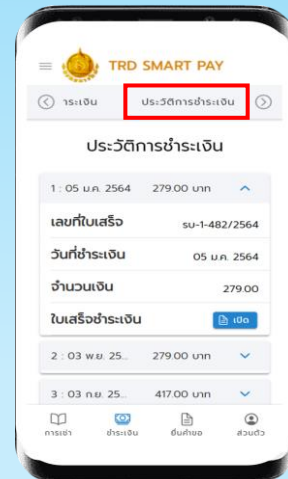 TRD SMART PAY
าระเงิน ประวัติการชำระเงิน
ประวัติการชำระเงิน
1 : 05 ม.ค. 2564 279.00 บาท
เลขที่ใบเสร็จ รบ-1-482/2564
วันที่ชำระเงิน 05 ม.ค. 2564
จำนวนเงิน 279.00
ใบเสร็จชำระเงิน เปิด
2 : 03 พ.ย. 25... 279.00 บาท
3 : 03 ก.ย. 25... 417.00 บาท
การเช่า ชำระเงิน ยื่นคำขอ ส่วนตัว